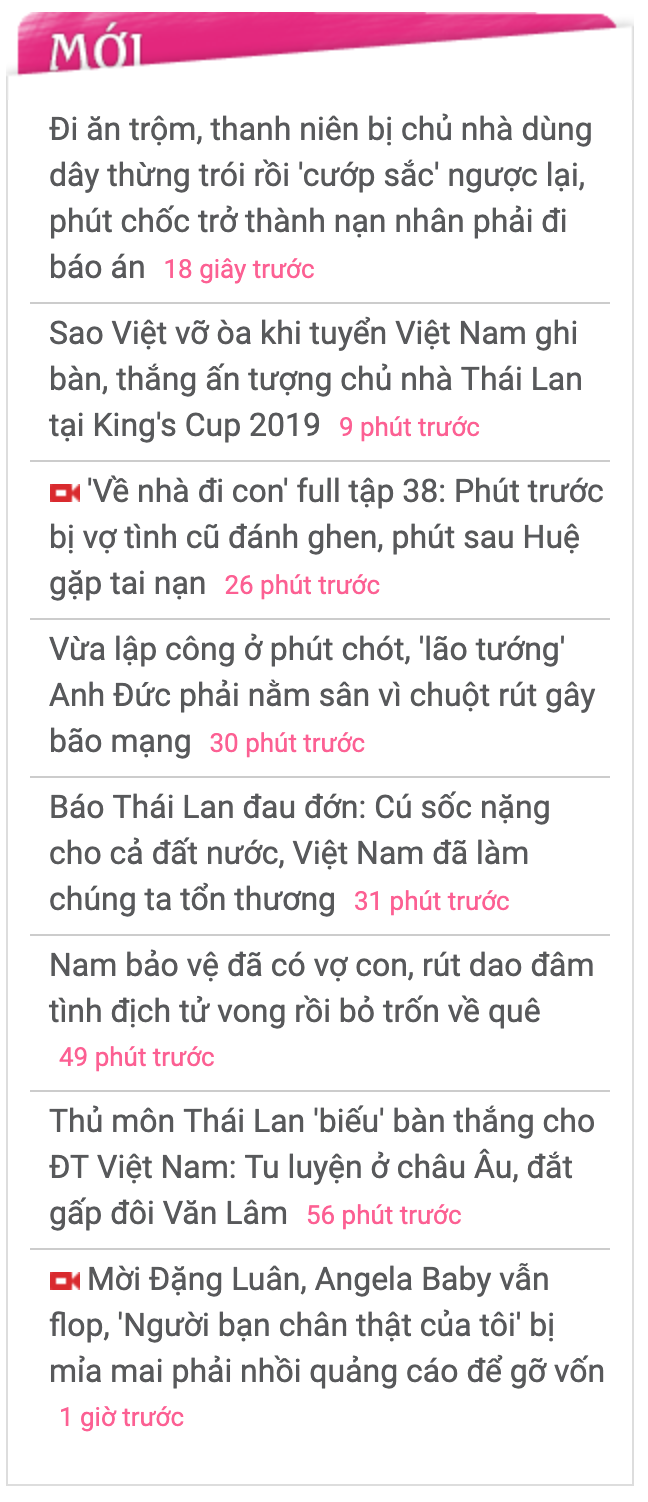 MỚI
Đi ăn trộm, thanh niên bị chủ nhà dùng
dây thừng trói rồi 'cướp sắc' ngược lại,
phút chốc trở thành nạn nhân phải đi
báo án 18 giây trước
Sao Việt vỡ òa khi tuyển Việt Nam ghi
bàn, thắng ấn tượng chủ nhà Thái Lan
tại King's Cup 2019 9 phút trước
'Về nhà đi con' full tập 38: Phút trước
bị vợ tình cũ đánh ghen, phút sau Huệ
gặp tai nạn 26 phút trước
Vừa lập công ở phút chót, 'lão tướng'
Anh Đức phải nằm sân vì chuột rút gây
bão mạng 30 phút trước
Báo Thái Lan đau đớn: Cú sốc nặng
cho cả đất nước, Việt Nam đã làm
chúng ta tổn thương 31 phút trước
Nam bảo vệ đã có vợ con, rút dao đâm
tình địch tử vong rồi bỏ trốn về quê
49 phút trước
Thủ môn Thái Lan 'biếu' bàn thắng cho
ĐT Việt Nam: Tu luyện ở châu Âu, đắt
gấp đôi Văn Lâm 56 phút trước
Mời Đặng Luân, Angela Baby vẫn
flop, 'Người bạn chân thật của tôi' bị
mỉa mai phải nhồi quảng cáo để gỡ vốn
1 giờ trước